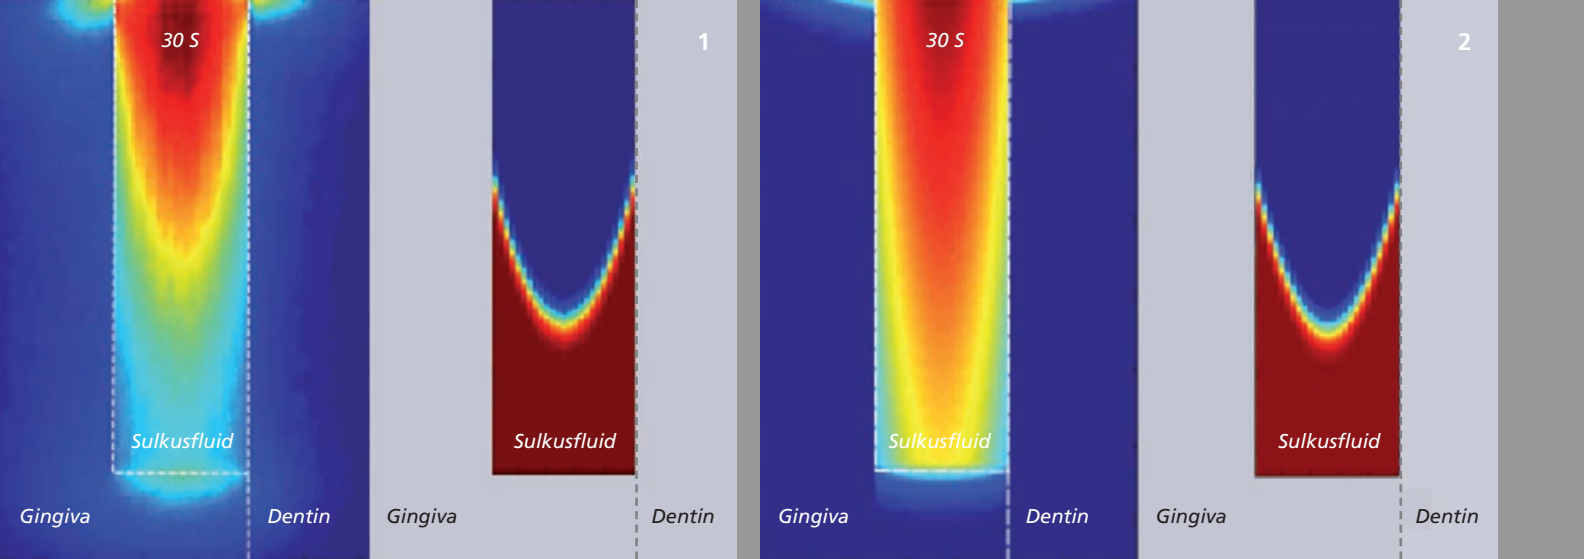 30 S
1
Sulkusfluid
Sulkusfluid
Gingiva
Dentin
Gingiva
Dentin
30 S
2
Sulkusfluid
Sulkusfluid
Gingiva
Dentin
Gingiva
Dentin